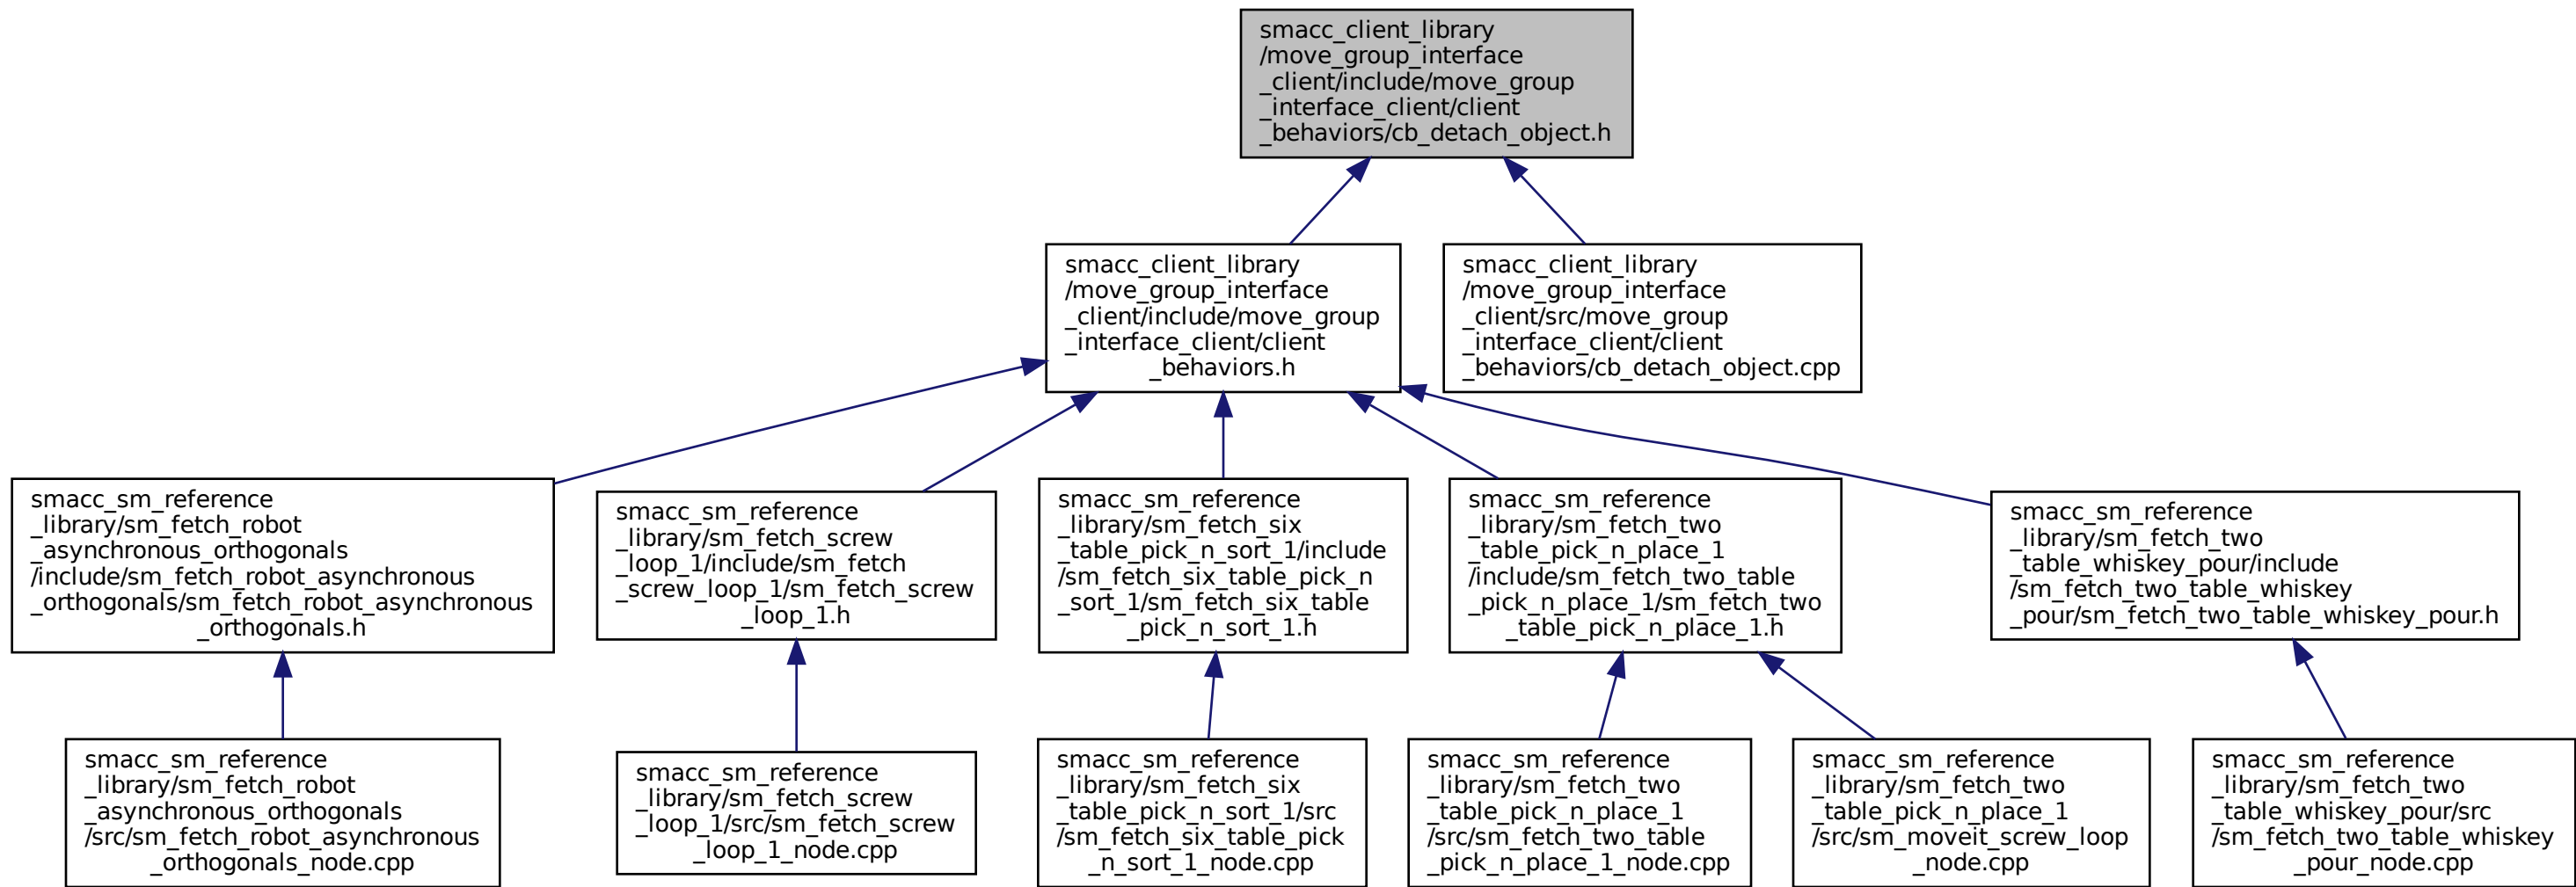 smacc_client_library
/move_group_interface
_client/include/move_group
_interface_client/client
_behaviors/cb_detach_object.h
smacc_client_library
/move_group_interface
_client/include/move_group
_interface_client/client
_behaviors.h
smacc_client_library
/move_group_interface
_client/src/move_group
_interface_client/client
_behaviors/cb_detach_object.cpp
smacc_sm_reference
_library/sm_fetch_robot
_asynchronous_orthogonals
/include/sm_fetch_robot_asynchronous
_orthogonals/sm_fetch_robot_asynchronous
_orthogonals.h
smacc_sm_reference
_library/sm_fetch_screw
_loop_1/include/sm_fetch
_screw_loop_1/sm_fetch_screw
_loop_1.h
smacc_sm_reference
_library/sm_fetch_six
_table_pick_n_sort_1/include
/sm_fetch_six_table_pick_n
_sort_1/sm_fetch_six_table
_pick_n_sort_1.h
smacc_sm_reference
_library/sm_fetch_two
_table_pick_n_place_1
/include/sm_fetch_two_table
_pick_n_place_1/sm_fetch_two
_table_pick_n_place_1.h
smacc_sm_reference
_library/sm_fetch_two
_table_whiskey_pour/include
/sm_fetch_two_table_whiskey
_pour/sm_fetch_two_table_whiskey_pour.h
smacc_sm_reference
_library/sm_fetch_robot
_asynchronous_orthogonals
/src/sm_fetch_robot_asynchronous
_orthogonals_node.cpp
smacc_sm_reference
_library/sm_fetch_screw
_loop_1/src/sm_fetch_screw
_loop_1_node.cpp
smacc_sm_reference
_library/sm_fetch_six
_table_pick_n_sort_1/src
/sm_fetch_six_table_pick
_n_sort_1_node.cpp
smacc_sm_reference
_library/sm_fetch_two
_table_pick_n_place_1
/src/sm_fetch_two_table
_pick_n_place_1_node.cpp
smacc_sm_reference
_library/sm_fetch_two
_table_pick_n_place_1
/src/sm_moveit_screw_loop
_node.cpp
smacc_sm_reference
_library/sm_fetch_two
_table_whiskey_pour/src
/sm_fetch_two_table_whiskey
_pour_node.cpp